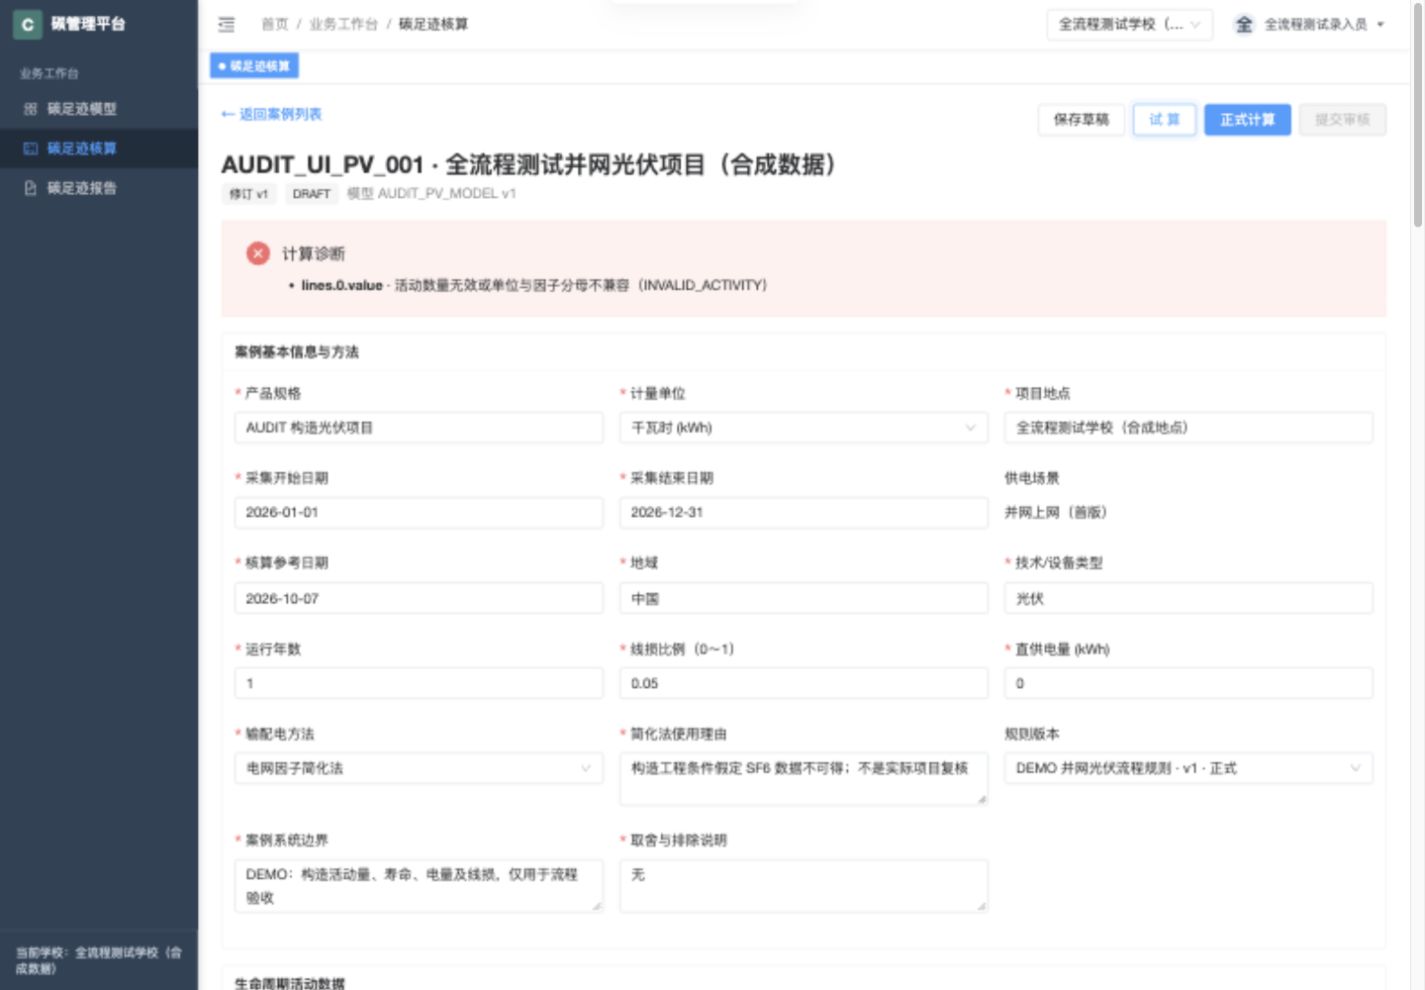 C 碳管理平台
首页 / 业务工作台 / 碳足迹核算
全流程测试学校（...
全 全流程测试录入员
业务工作台
碳足迹模型
碳足迹核算
碳足迹报告
碳足迹核算
← 返回案例列表
保存草稿
试 算
正式计算
提交审核
AUDIT_UI_PV_001 · 全流程测试并网光伏项目（合成数据）
修订 v1 DRAFT 模型 AUDIT_PV_MODEL v1
计算诊断
• lines.0.value · 活动数量无效或单位与因子分母不兼容（INVALID_ACTIVITY）
案例基本信息与方法
* 产品规格 * 计量单位 * 项目地点
AUDIT 构造光伏项目 千瓦时 (kWh) 全流程测试学校（合成地点）
* 采集开始日期 * 采集结束日期 供电场景
2026-01-01 2026-12-31 并网上网（首版）
* 核算参考日期 * 地域 * 技术/设备类型
2026-10-07 中国 光伏
* 运行年数 * 线损比例（0～1） * 直供电量 (kWh)
1 0.05 0
* 输配电方法 * 简化法使用理由 规则版本
电网因子简化法 构造工程条件假定 SF6 数据不可得；不是实际项目复核 DEMO 并网光伏流程规则 · v1 · 正式
* 案例系统边界 * 取舍与排除说明
DEMO：构造活动量、寿命、电量及线损，仅用于流程 无
验收
当前学校：全流程测试学校（合
成数据）
生命周期活动数据